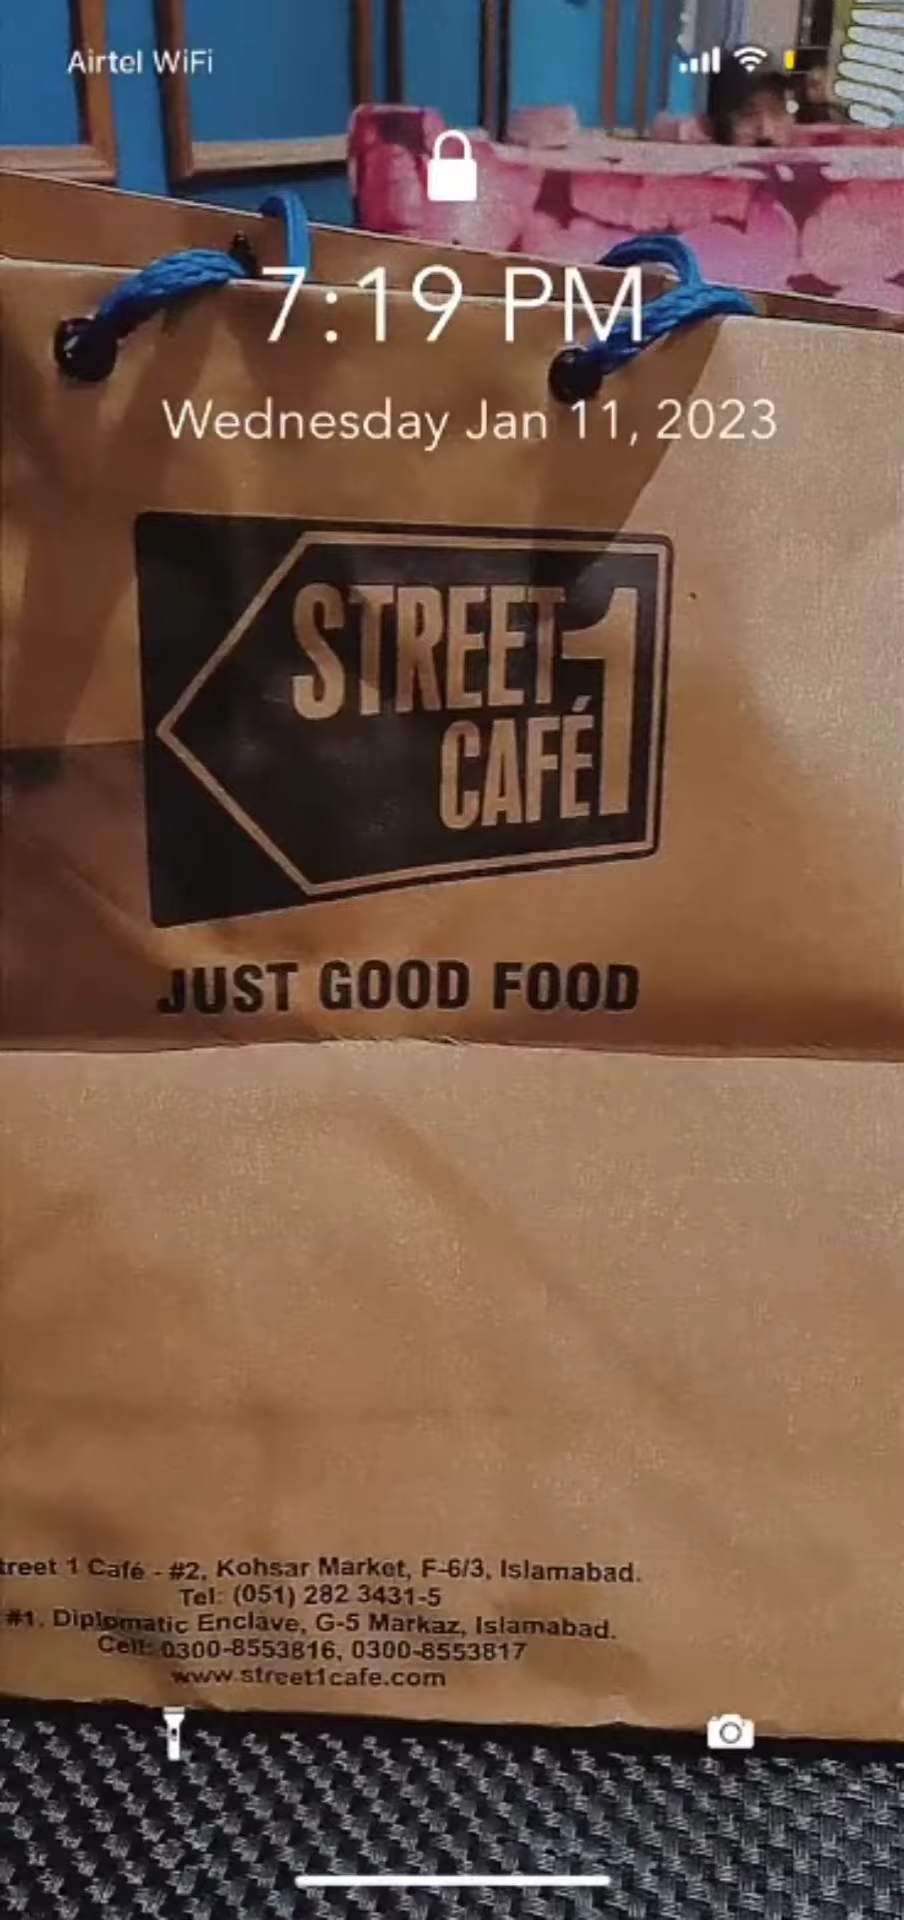 Airtel WiFi
7:19 PM
Wednesday Jan 11, 2023
STREET 1
CAFÉ
JUST GOOD FOOD
treet 1 Café - #2, Kohsar Market, F-6/3, Islamabad.
Tel: (051) 282 3431-5
#1, Diplomatic Enclave, G-5 Markaz, Islamabad.
Cell: 0300-8553816, 0300-8553817
www.street1cafe.com